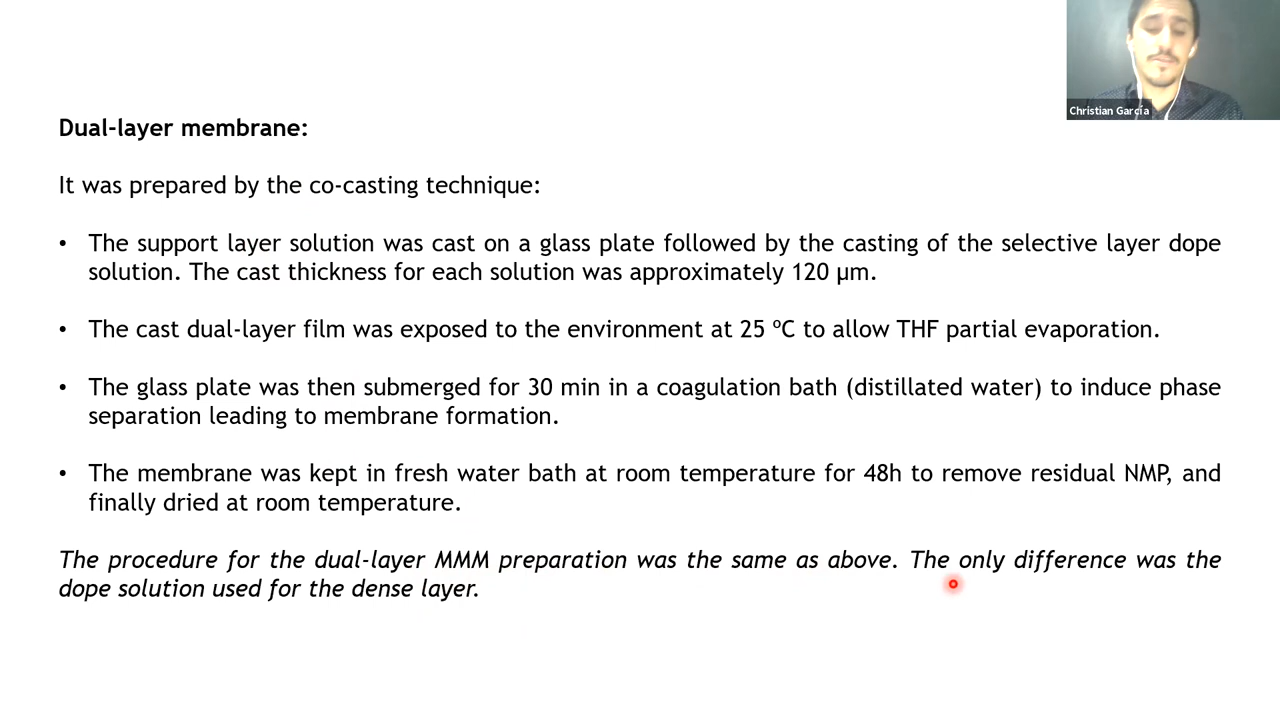 Christian García
Dual-layer membrane:
It was prepared by the co-casting technique:
• The support layer solution was cast on a glass plate followed by the casting of the selective layer dope
solution. The cast thickness for each solution was approximately 120 µm.
• The cast dual-layer film was exposed to the environment at 25 ºC to allow THF partial evaporation.
• The glass plate was then submerged for 30 min in a coagulation bath (distillated water) to induce phase
separation leading to membrane formation.
• The membrane was kept in fresh water bath at room temperature for 48h to remove residual NMP, and
finally dried at room temperature.
The procedure for the dual-layer MMM preparation was the same as above. The only difference was the
dope solution used for the dense layer.